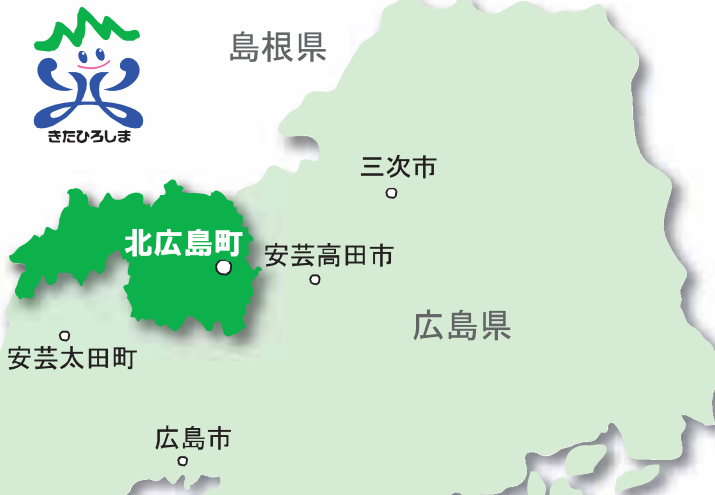 島根県
きたひろしま
三次市
北広島町
安芸高田市
広島県
安芸太田町
広島市